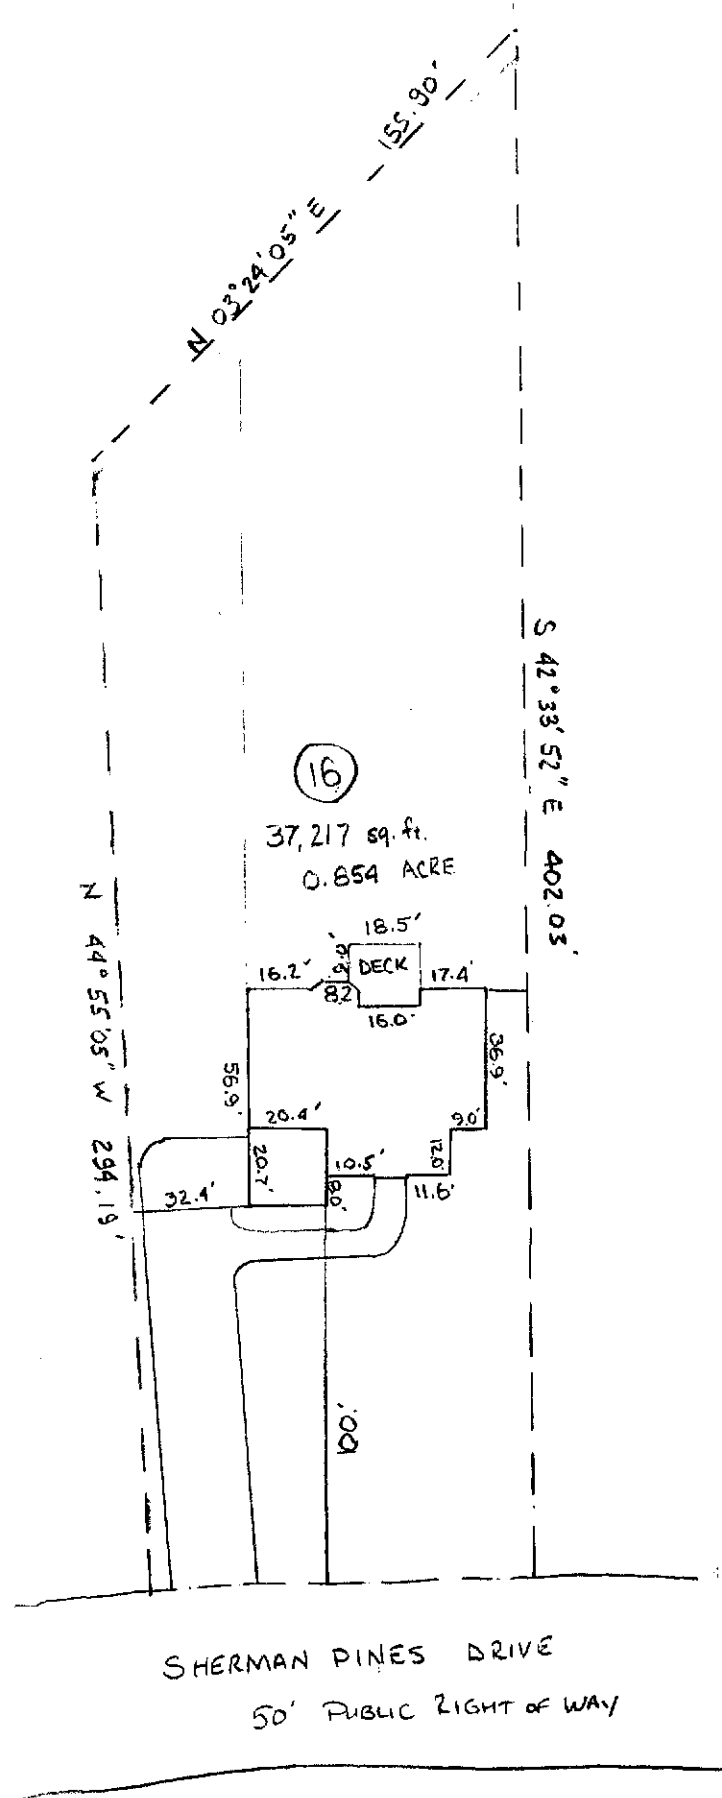 155.90'
N 03°24'05" E
S 42°33'52" E 402.03'
16
37,217 sq.ft.
0.854 ACRE
N 44°55'05" W 294.19'
18.5'
DECK
16.2'
8.2
17.4'
16.0'
56.9'
36.9'
20.4'
9.0'
20.7'
10.5'
12.0'
32.4'
8.0'
11.6'
100'
SHERMAN PINES DRIVE
50' PUBLIC RIGHT OF WAY